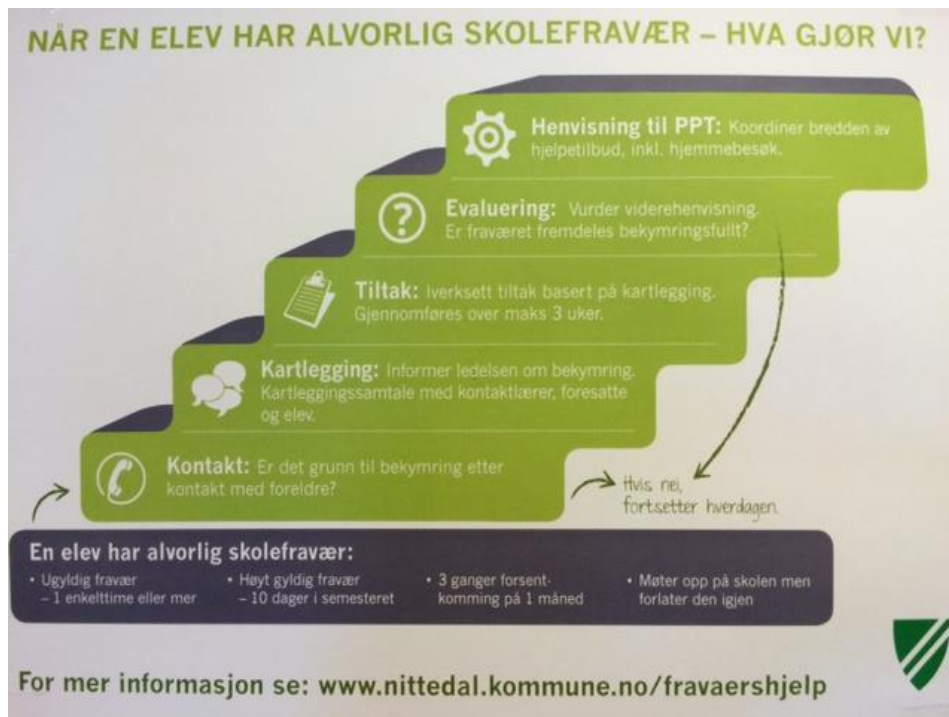 NÅR EN ELEV HAR ALVORLIG SKOLEFRAVÆR – HVA GJØR VI?
Henvisning til PPT: Koordiner bredden av
hjelpetilbud, inkl. hjemmebesøk.
Evaluering: Vurder viderehenvisning.
Er fraværet fremdeles bekymringsfullt?
Tiltak: Iverksett tiltak basert på kartlegging.
Gjennomføres over maks 3 uker.
Kartlegging: Informer ledelsen om bekymring.
Kartleggingssamtale med kontaktlærer, foresatte
og elev.
Kontakt: Er det grunn til bekymring etter
kontakt med foreldre?
Hvis nei,
fortsetter hverdagen.
En elev har alvorlig skolefravær:
• Ugyldig fravær
– 1 enkelttime eller mer
• Høyt gyldig fravær
– 10 dager i semesteret
• 3 ganger forsent-
komming på 1 måned
• Møter opp på skolen men
forlater den igjen
For mer informasjon se: www.nittedal.kommune.no/fravaershjelp